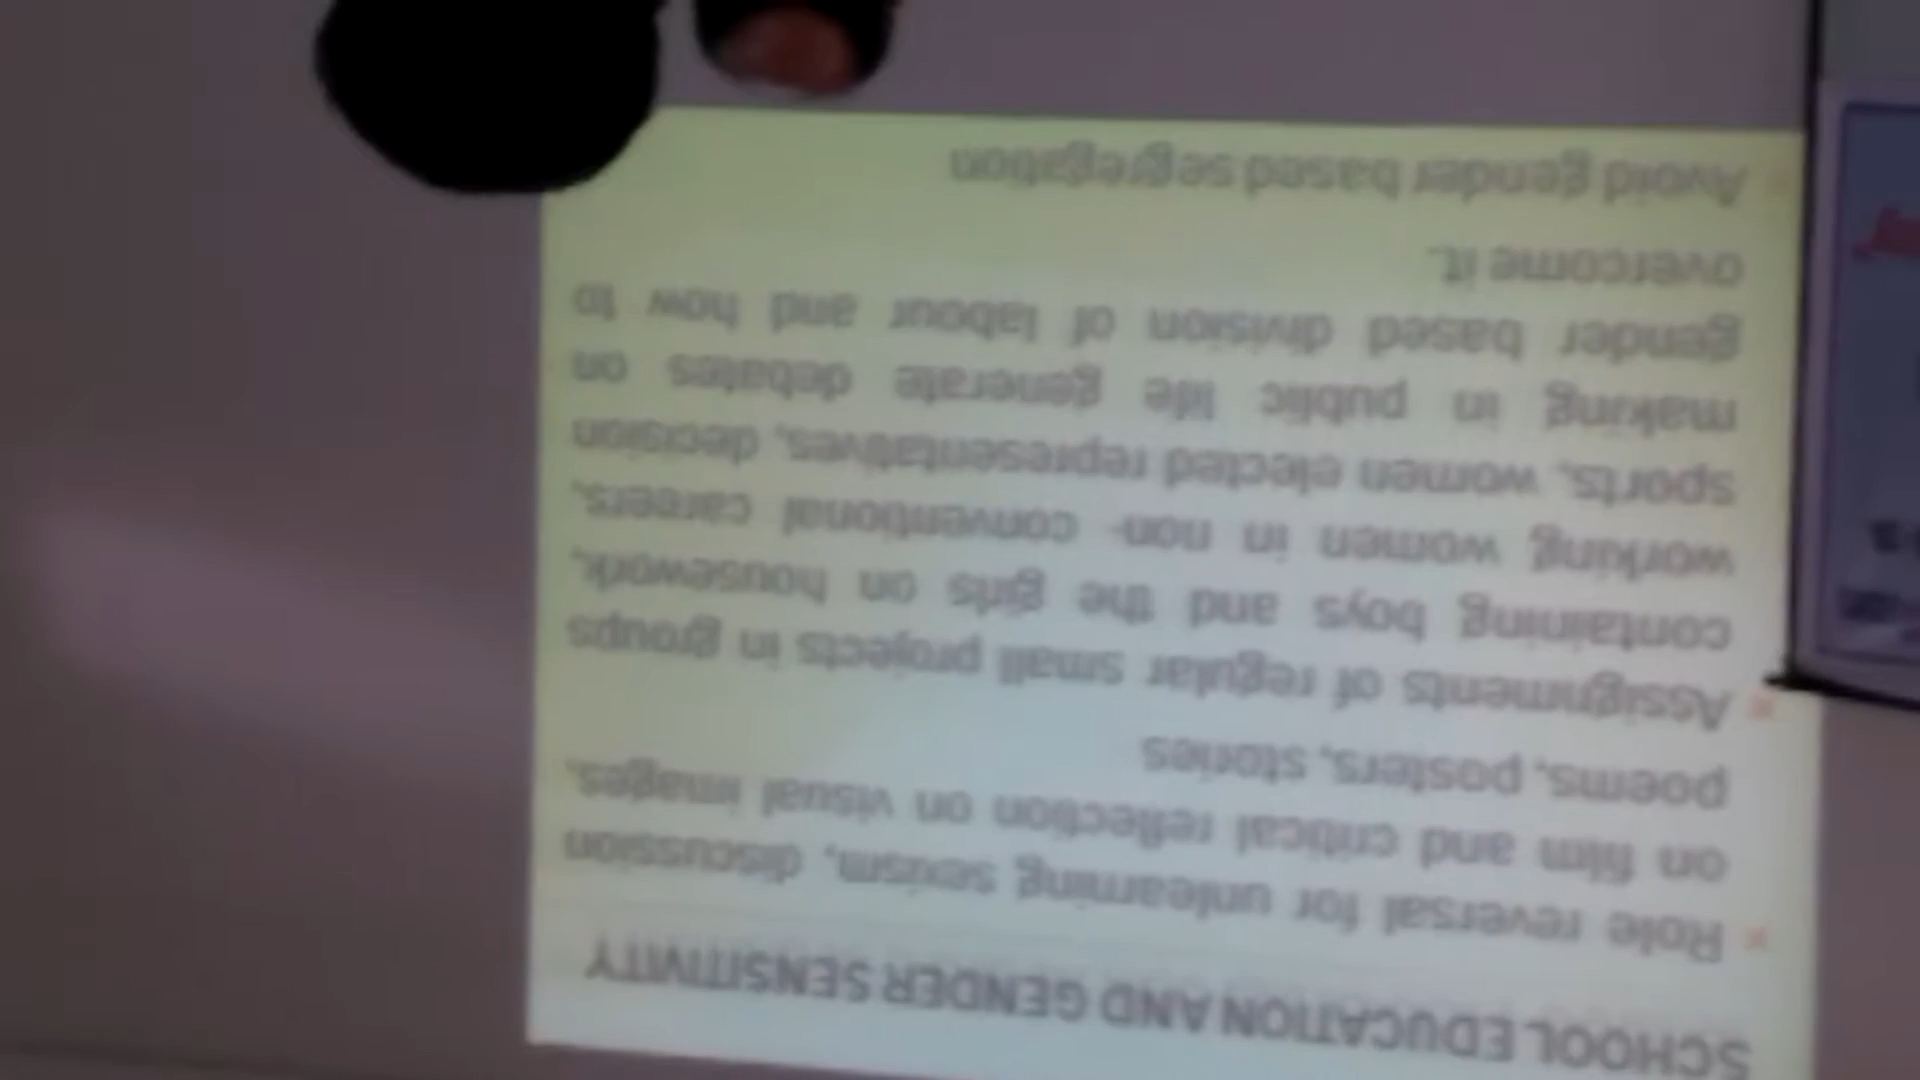 SCHOOL EDUCATION AND GENDER SENSITIVITY
Role reversal for unlearning sexism, discussion
on film and critical reflection on visual images,
poems, posters, stories
Assignments of regular small projects in groups
containing boys and the girls on housework,
working women in non- conventional careers,
sports, women elected representatives, decision
making in public life generate debates on
gender based division of labour and how to
overcome it.
Avoid gender based segregation